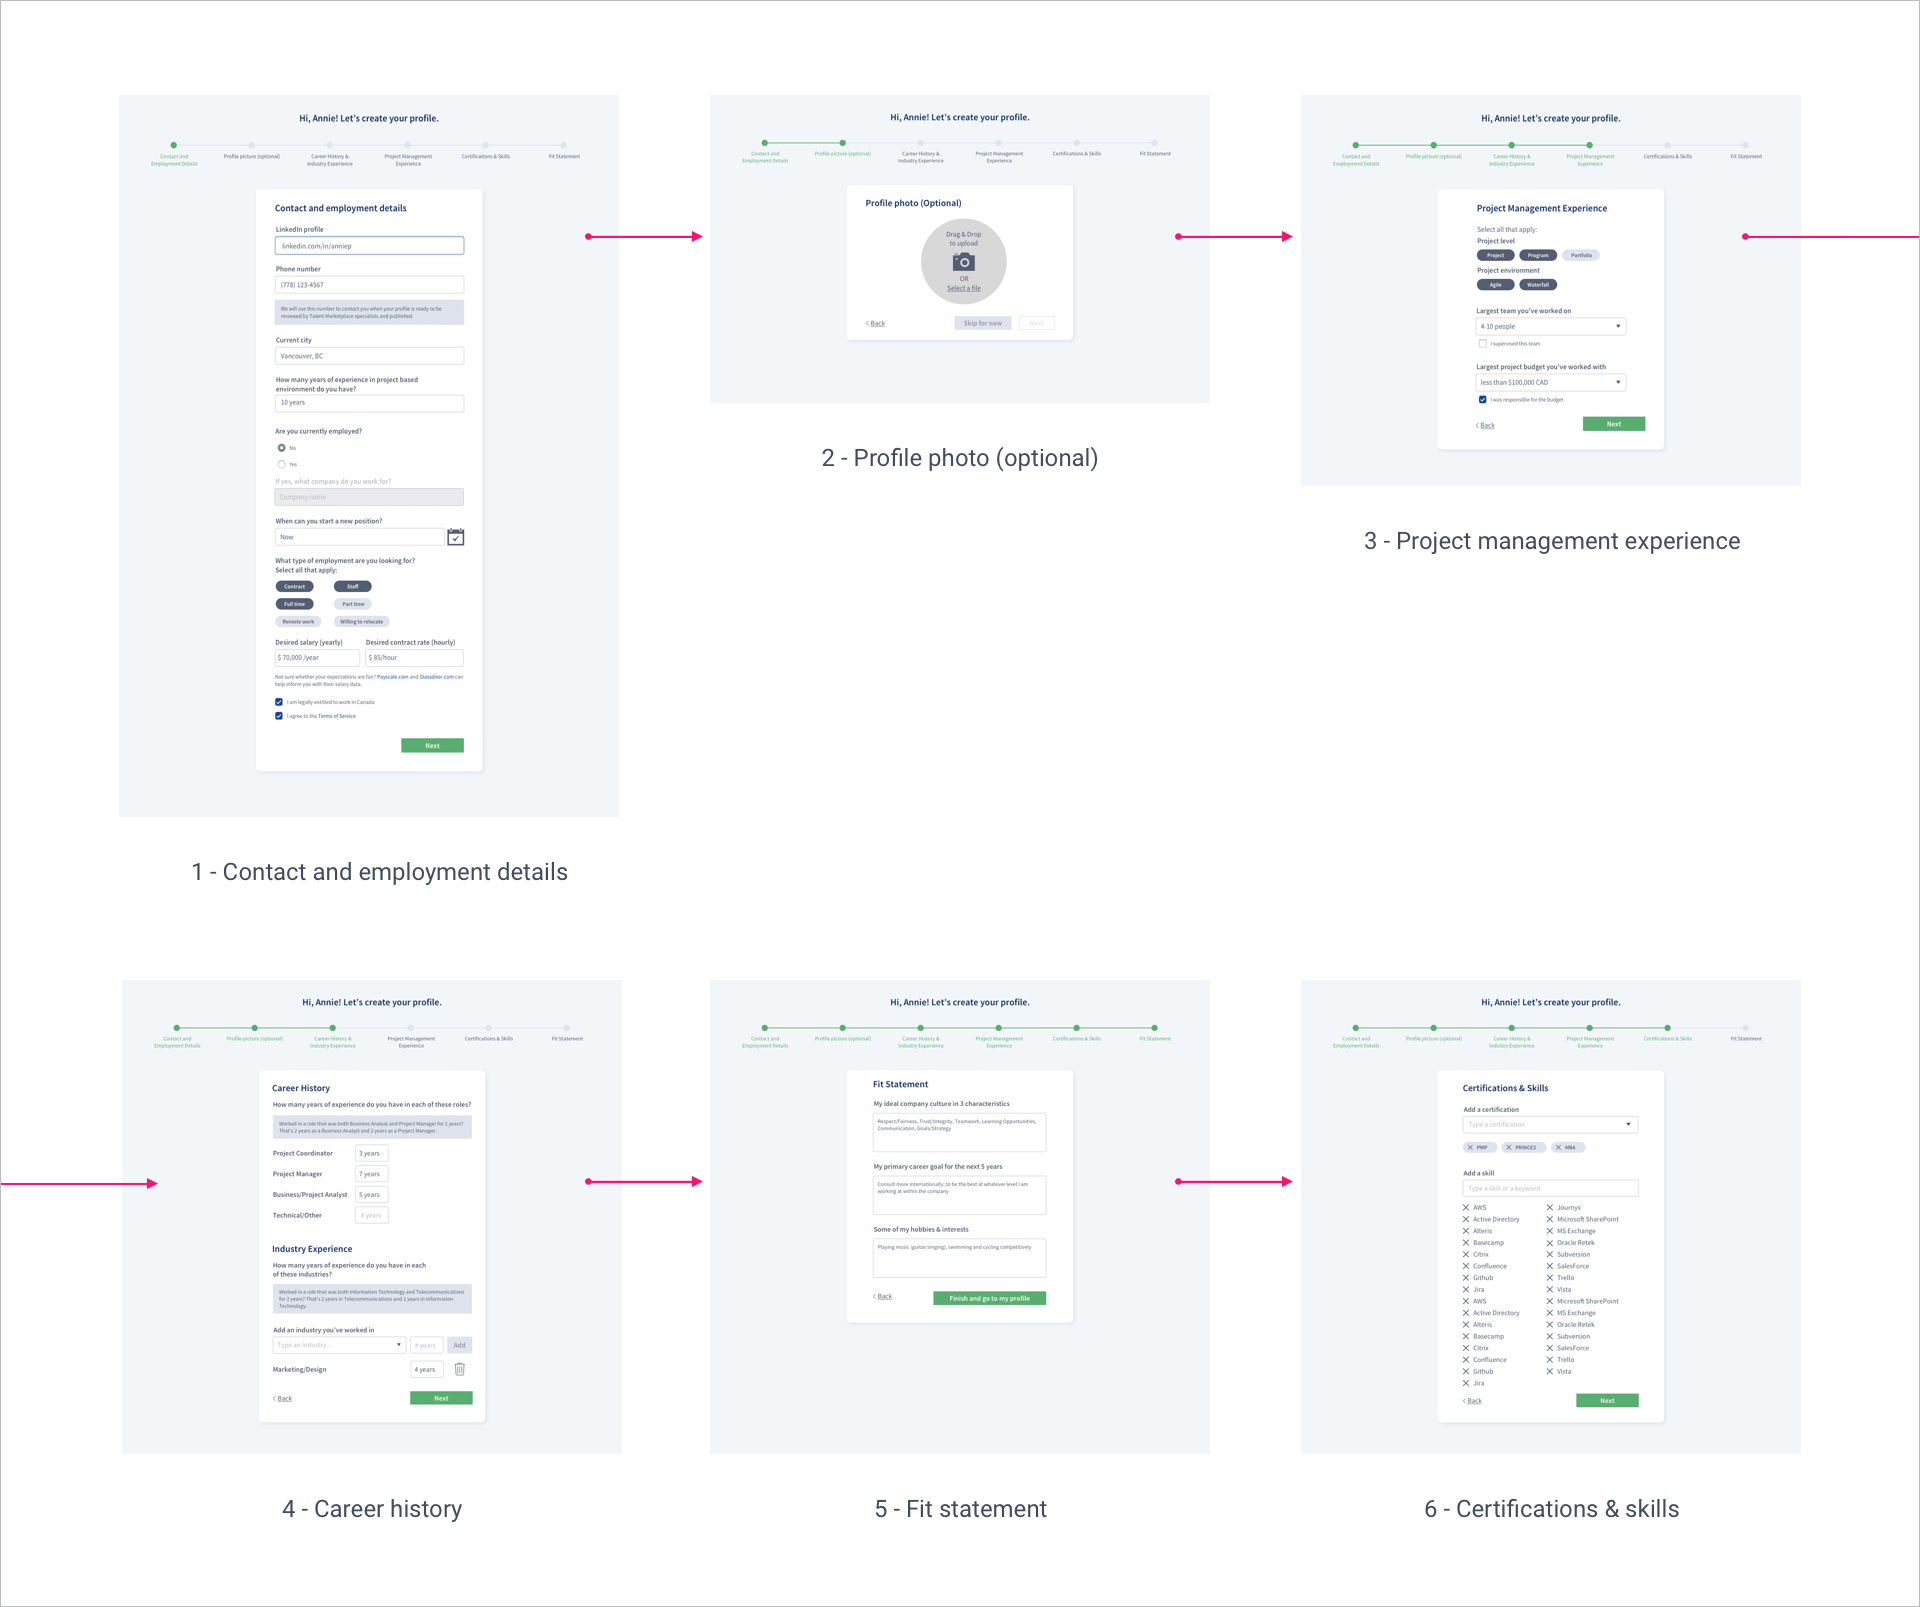 Hi, Annie! Let's create your profile.
Contact and
Employment Details
Profile picture (optional)
Career History &
Industry Experience
Project Management
Experience
Certifications & Skills
Fit Statement
Contact and employment details
LinkedIn profile
linkedin.com/in/anniep
Phone number
(778) 123-4567
We will use this number to contact you when your profile is ready to be
reviewed by Talent Marketplace specialists and published.
Current city
Vancouver, BC
How many years of experience in project based
environment do you have?
10 years
Are you currently employed?
No
Yes
If yes, what company do you work for?
Company name
When can you start a new position?
Now
What type of employment are you looking for?
Select all that apply:
Contract
Staff
Full time
Part time
Remote work
Willing to relocate
Desired salary (yearly)
Desired contract rate (hourly)
$ 70,000 /year
$ 85/hour
Not sure whether your expectations are fair? Payscale.com and Glassdoor.com can
help inform you with their salary data.
I am legally entitled to work in Canada
I agree to the Terms of Service
Next
1 - Contact and employment details
Hi, Annie! Let's create your profile.
Contact and
Employment Details
Profile picture (optional)
Career History &
Industry Experience
Project Management
Experience
Certifications & Skills
Fit Statement
Profile photo (Optional)
Drag & Drop
to upload
OR
Select a file
< Back
Skip for now
Next
2 - Profile photo (optional)
Hi, Annie! Let's create your profile.
Contact and
Employment Details
Profile picture (optional)
Career History &
Industry Experience
Project Management
Experience
Certifications & Skills
Fit Statement
Project Management Experience
Select all that apply:
Project level
Project
Program
Portfolio
Project environment
Agile
Waterfall
Largest team you've worked on
4-10 people
I supervised this team
Largest project budget you've worked with
less than $100,000 CAD
I was responsible for the budget
< Back
Next
3 - Project management experience
Hi, Annie! Let's create your profile.
Contact and
Employment Details
Profile picture (optional)
Career History &
Industry Experience
Project Management
Experience
Certifications & Skills
Fit Statement
Career History
How many years of experience do you have in each of these roles?
Worked in a role that was both Business Analyst and Project Manager for 2 years?
That's 2 years as a Business Analyst and 2 years as a Project Manager.
Project Coordinator
3 years
Project Manager
7 years
Business/Project Analyst
5 years
Technical/Other
# years
Industry Experience
How many years of experience do you have in each
of these industries?
Worked in a role that was both Information Technology and Telecommunications
for 2 years? That's 2 years in Telecommunications and 2 years in Information
Technology.
Add an industry you've worked in
Type an industry...
# years
Add
Marketing/Design
4 years
< Back
Next
4 - Career history
Hi, Annie! Let's create your profile.
Contact and
Employment Details
Profile picture (optional)
Career History &
Industry Experience
Project Management
Experience
Certifications & Skills
Fit Statement
Fit Statement
My ideal company culture in 3 characteristics
Respect/Fairness, Trust/Integrity, Teamwork, Learning Opportunities,
Communication, Goals/Strategy
My primary career goal for the next 5 years
Consult more internationally; to be the best at whatever level I am
working at within the company
Some of my hobbies & interests
Playing music (guitar/singing), swimming and cycling competitively
< Back
Finish and go to my profile
5 - Fit statement
Hi, Annie! Let's create your profile.
Contact and
Employment Details
Profile picture (optional)
Career History &
Industry Experience
Project Management
Experience
Certifications & Skills
Fit Statement
Certifications & Skills
Add a certification
Type a certification
PMP
PRINCE2
MBA
Add a skill
Type a skill or a keyword
AWS
Active Directory
Alteris
Basecamp
Citrix
Confluence
Github
Jira
AWS
Active Directory
Alteris
Basecamp
Citrix
Confluence
Github
Jira
Journyx
Microsoft SharePoint
MS Exchange
Oracle Retek
Subversion
SalesForce
Trello
Vista
Microsoft SharePoint
MS Exchange
Oracle Retek
Subversion
SalesForce
Trello
Vista
< Back
Next
6 - Certifications & skills